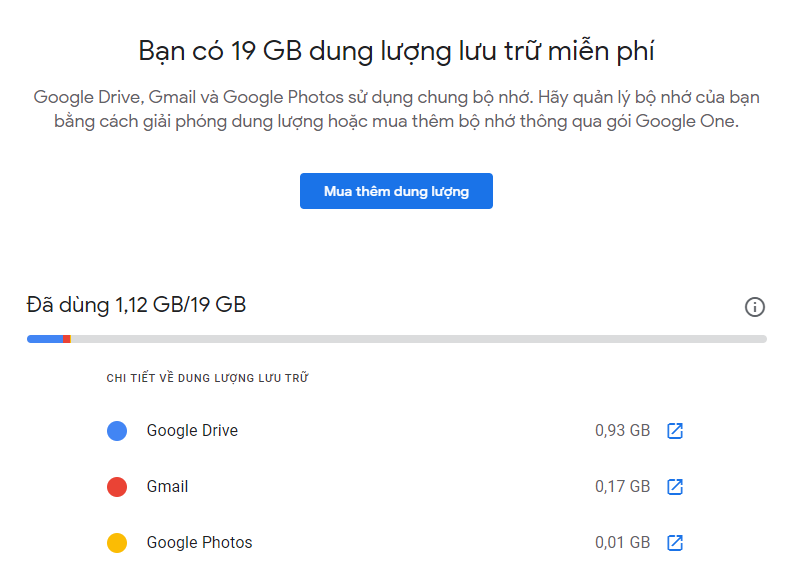 Bạn có 19 GB dung lượng lưu trữ miễn phí
Google Drive, Gmail và Google Photos sử dụng chung bộ nhớ. Hãy quản lý bộ nhớ của bạn
bằng cách giải phóng dung lượng hoặc mua thêm bộ nhớ thông qua gói Google One.
Mua thêm dung lượng
Đã dùng 1,12 GB/19 GB
CHI TIẾT VỀ DUNG LƯỢNG LƯU TRỮ
Google Drive 0,93 GB
Gmail 0,17 GB
Google Photos 0,01 GB